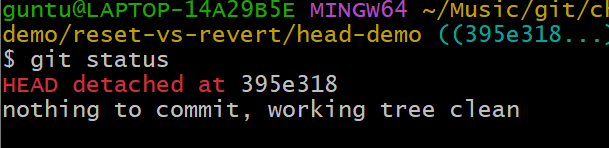 guntu@LAPTOP-14A29B5E MINGW64 ~/Music/git/ch
demo/reset-vs-revert/head-demo ((395e318...)
$ git status
HEAD detached at 395e318
nothing to commit, working tree clean